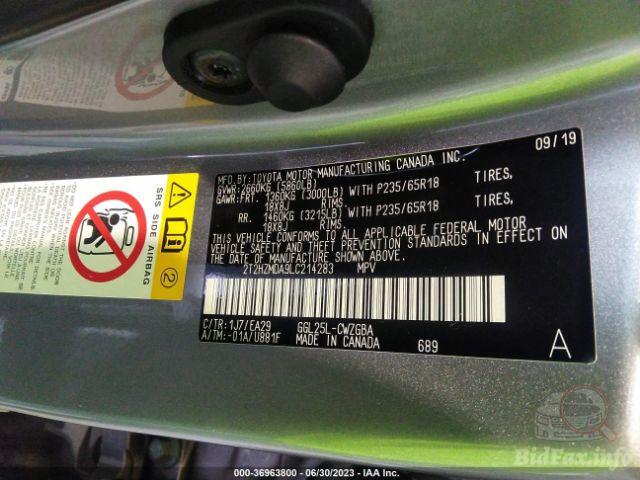 SRS SIDE AIRBAG
2
MFG.BY:TOYOTA MOTOR MANUFACTURING CANADA INC. 09/19
GVWR:2660KG (5860LB)
GAWR:FRT. 1360KG (3000LB) WITH P235/65R18 TIRES,
18X8J RIMS.
RR. 1460KG (3215LB) WITH P235/65R18 TIRES,
18X8J RIMS.
THIS VEHICLE CONFORMS TO ALL APPLICABLE FEDERAL MOTOR
VEHICLE SAFETY AND THEFT PREVENTION STANDARDS IN EFFECT ON
THE DATE OF MANUFACTURE SHOWN ABOVE.
2T2HZMDA9LC214283 MPV
C/TR:1J7/EA29 GGL25L-CWZGBA
A/TM:-01A/U881F MADE IN CANADA 689 A
BidFax.info
000-36963800 - 06/30/2023 - IAA Inc.